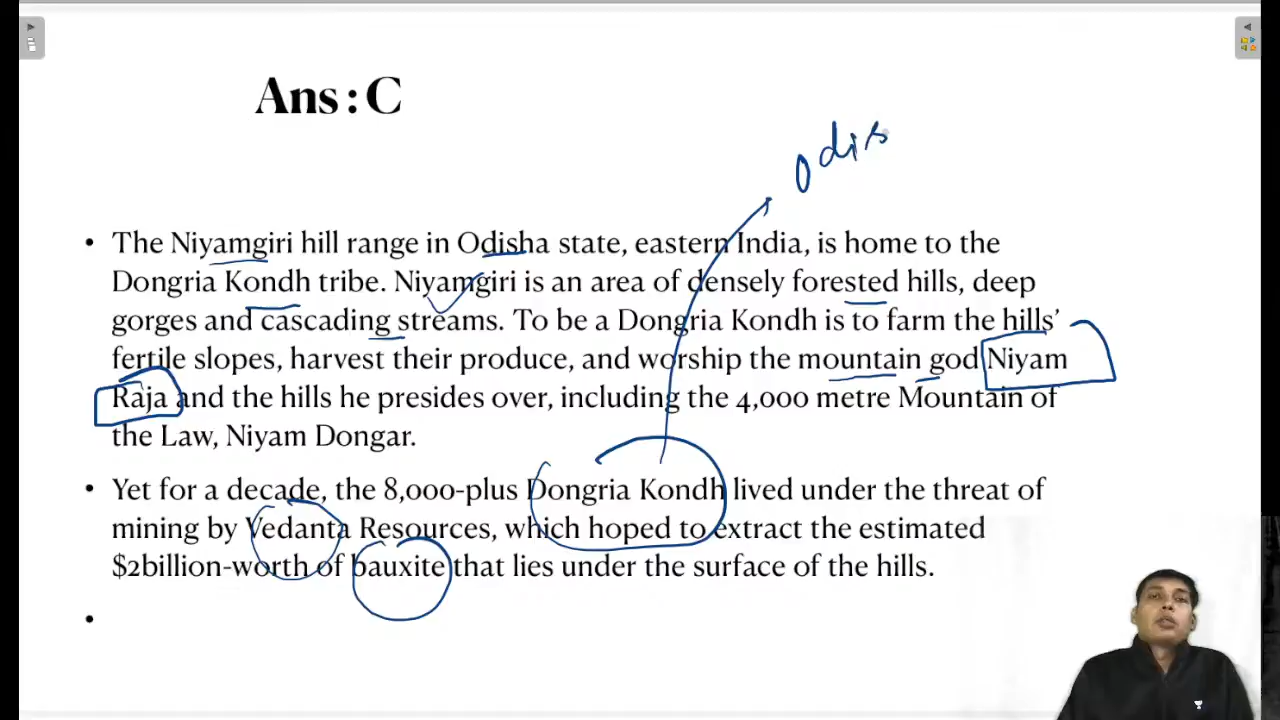 Ans : C
odis
• The Niyamgiri hill range in Odisha state, eastern India, is home to the
Dongria Kondh tribe. Niyamgiri is an area of densely forested hills, deep
gorges and cascading streams. To be a Dongria Kondh is to farm the hills’
fertile slopes, harvest their produce, and worship the mountain god Niyam
Raja and the hills he presides over, including the 4,000 metre Mountain of
the Law, Niyam Dongar.
• Yet for a decade, the 8,000-plus Dongria Kondh lived under the threat of
mining by Vedanta Resources, which hoped to extract the estimated
$2billion-worth of bauxite that lies under the surface of the hills.
•